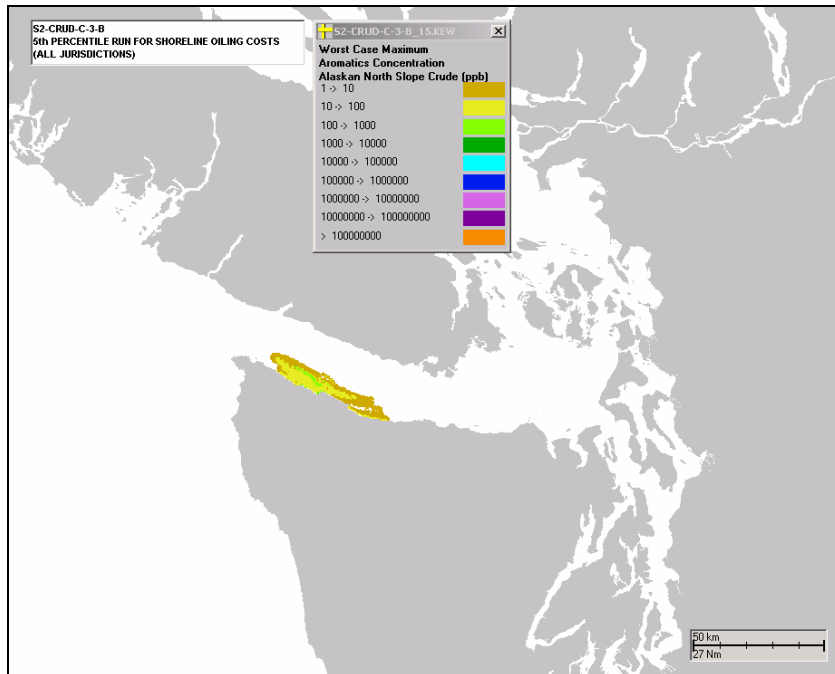 S2-CRUD-C-3-B
5th PERCENTILE RUN FOR SHORELINE OILING COSTS
(ALL JURISDICTIONS)
S2-CRUD-C-3-B_1S.KEW
Worst Case Maximum
Aromatics Concentration
Alaskan North Slope Crude (ppb)
1 -> 10
10 -> 100
100 -> 1000
1000 -> 10000
10000 -> 100000
100000 -> 1000000
1000000 -> 10000000
10000000 -> 100000000
> 100000000
50 km
27 Nm